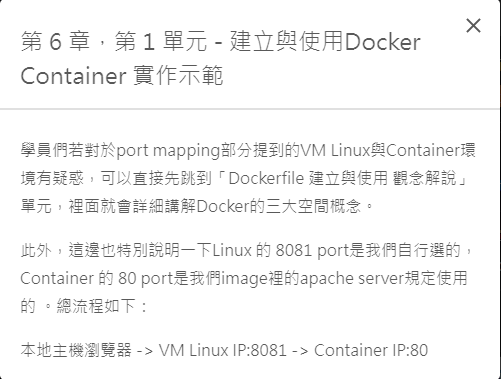 第 6 章，第 1 單元 - 建立與使用Docker
Container 實作示範
學員們若對於port mapping部分提到的VM Linux與Container環
境有疑惑，可以直接先跳到「Dockerfile 建立與使用 觀念解說」
單元，裡面就會詳細講解Docker的三大空間概念。
此外，這邊也特別說明一下Linux 的 8081 port是我們自行選的，
Container 的 80 port是我們image裡的apache server規定使用
的 。總流程如下：
本地主機瀏覽器 -> VM Linux IP:8081 -> Container IP:80